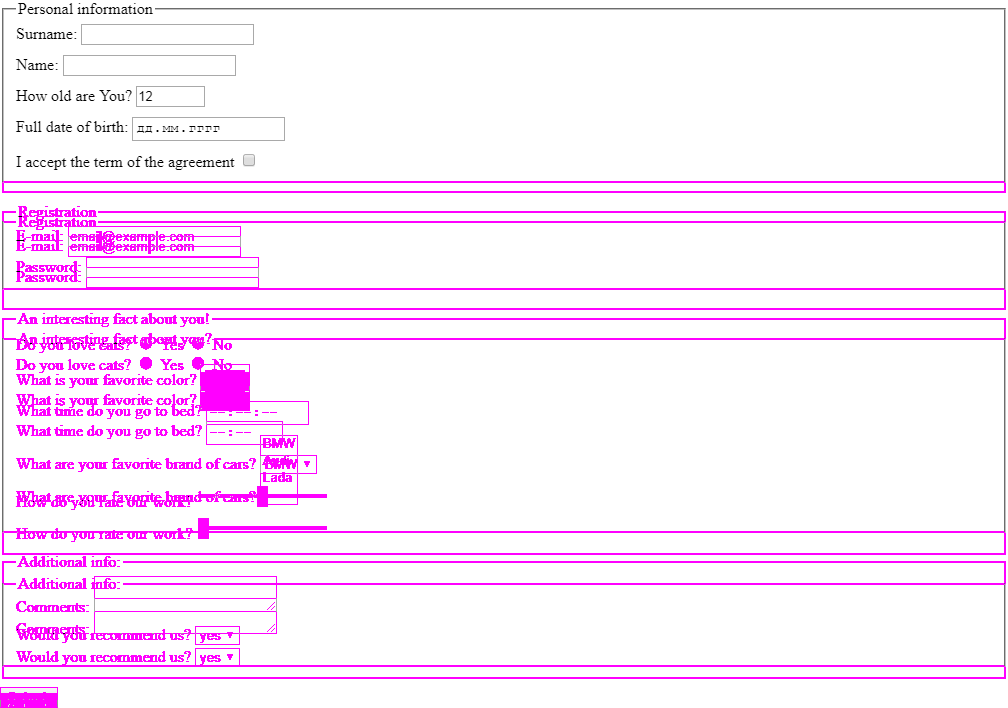 Personal information
Surname:
Name:
How old are You? 12
Full date of birth: дд.мм.гггг
I accept the term of the agreement
Registration
Registration
E-mail: email@example.com
E-mail: email@example.com
Password:
Password:
An interesting fact about you!
An interesting fact about you?
Do you love cats? Yes No
Do you love cats? Yes No
What is your favorite color?
What is your favorite color?
What time do you go to bed? --:--:--
What time do you go to bed? --:--
BMW
What are your favorite brand of cars? BMW
Lada
What are your favorite brand of cars?
How do you rate our work?
How do you rate our work?
Additional info:
Additional info:
Comments:
Comments:
Would you recommend us? yes
Would you recommend us? yes